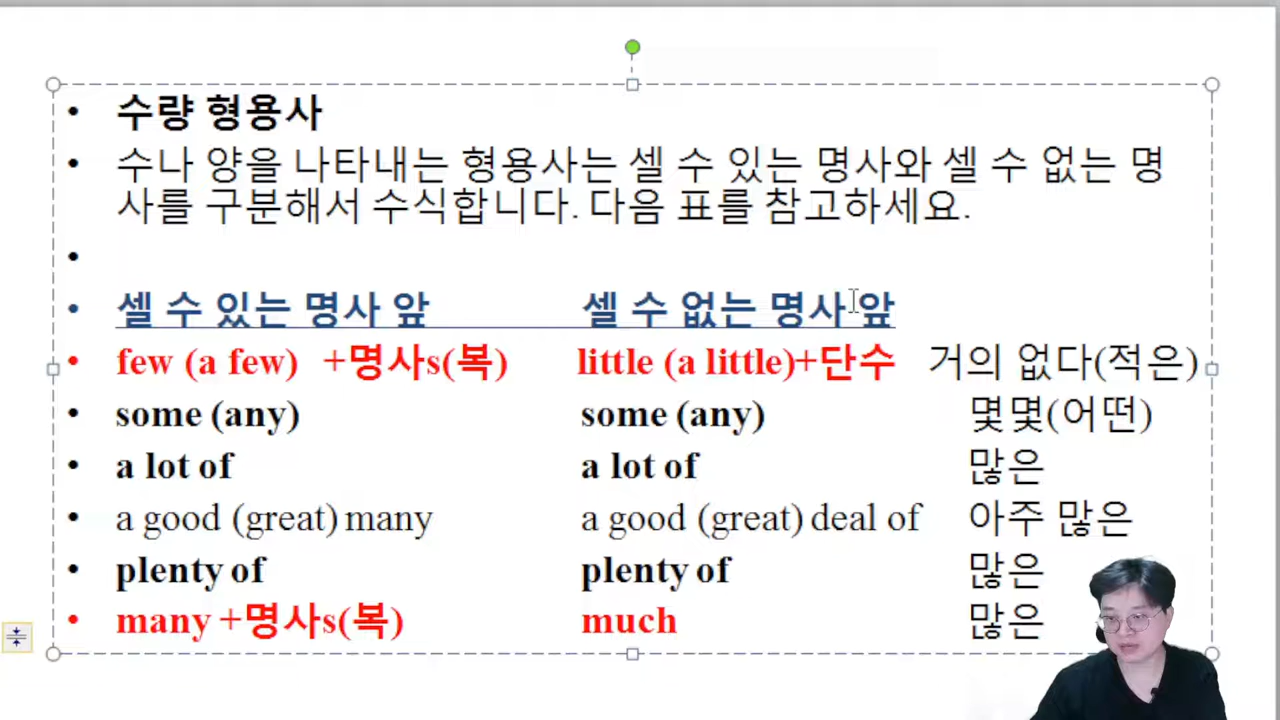 • 수량 형용사
• 수나 양을 나타내는 형용사는 셀 수 있는 명사와 셀 수 없는 명
사를 구분해서 수식합니다. 다음 표를 참고하세요.
•
• 셀 수 있는 명사 앞 셀 수 없는 명사 앞
• few (a few) +명사s(복) little (a little)+단수 거의 없다(적은)
• some (any) some (any) 몇몇(어떤)
• a lot of a lot of 많은
• a good (great) many a good (great) deal of 아주 많은
• plenty of plenty of 많은
• many +명사s(복) much 많은